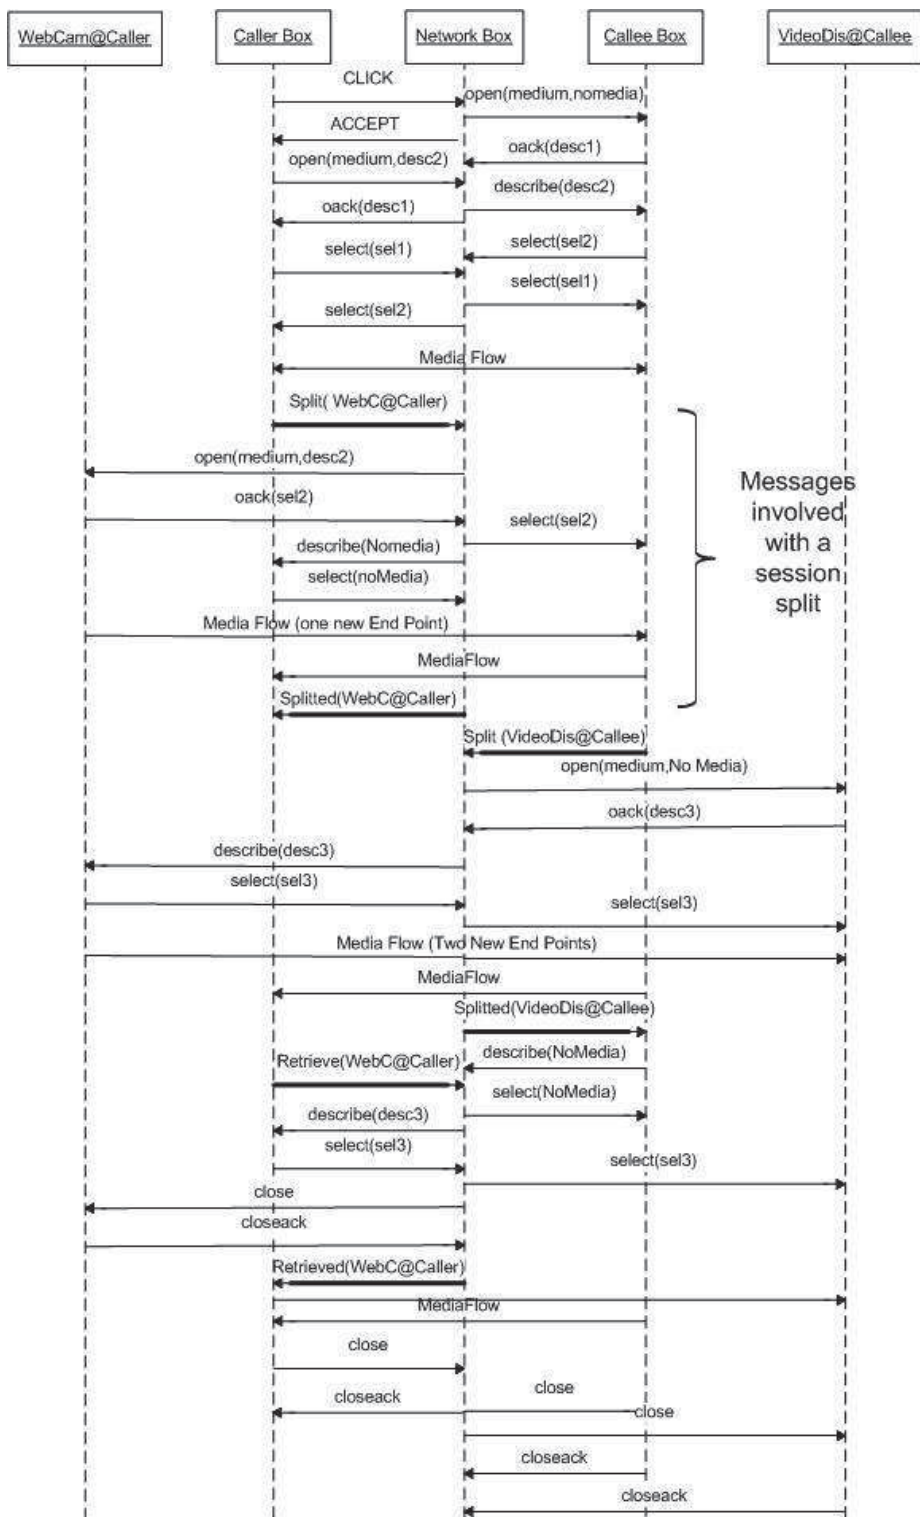 WebCam@Caller
Caller Box
Network Box
Callee Box
VideoDis@Callee
CLICK
open(medium,nomedia)
ACCEPT
oack(desc1)
open(medium,desc2)
describe(desc2)
oack(desc1)
select(sel2)
select(sel1)
select(sel1)
select(sel2)
Media Flow
Split( WebC@Caller)
open(medium,desc2)
oack(sel2)
select(sel2)
describe(Nomedia)
select(noMedia)
Media Flow (one new End Point)
MediaFlow
Splitted(WebC@Caller)
Messages
involved
with a
session
split
Split (VideoDis@Callee)
open(medium,No Media)
oack(desc3)
describe(desc3)
select(sel3)
select(sel3)
Media Flow (Two New End Points)
MediaFlow
Splitted(VideoDis@Callee)
describe(NoMedia)
Retrieve(WebC@Caller)
select(NoMedia)
describe(desc3)
select(sel3)
select(sel3)
close
closeack
Retrieved(WebC@Caller)
MediaFlow
close
closeack
close
close
closeack
closeack